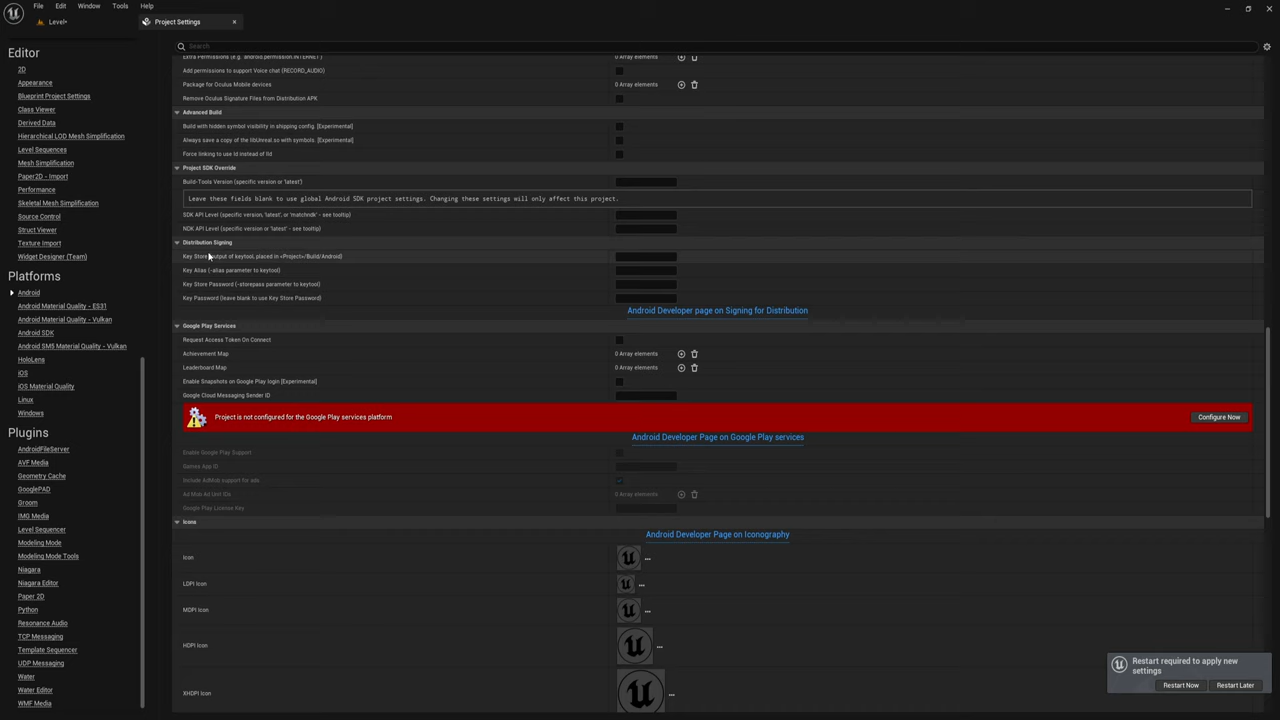 File Edit Window Tools Help
Level*
Project Settings
Search
Editor
2D
Appearance
Blueprint Project Settings
Class Viewer
Derived Data
Hierarchical LOD Mesh Simplification
Level Sequences
Mesh Simplification
Paper2D - Import
Performance
Skeletal Mesh Simplification
Source Control
Struct Viewer
Texture Import
Widget Designer (Team)
Platforms
Android
Android Material Quality - ES31
Android Material Quality - Vulkan
Android SDK
Android SM5 Material Quality - Vulkan
HoloLens
iOS
iOS Material Quality
Linux
Windows
Plugins
AndroidFileServer
AVF Media
Geometry Cache
GooglePAD
Groom
IMG Media
Level Sequencer
Modeling Mode
Modeling Mode Tools
Niagara
Niagara Editor
Paper 2D
Python
Resonance Audio
TCP Messaging
Template Sequencer
UDP Messaging
Water
Water Editor
WMF Media
Extra Permissions (e.g. 'android.permission.INTERNET')
0 Array elements
Add permissions to support Voice chat (RECORD_AUDIO)
Package for Oculus Mobile devices
0 Array elements
Remove Oculus Signature Files from Distribution APK
Advanced Build
Build with hidden symbol visibility in shipping config. [Experimental]
Always save a copy of the libUnreal.so with symbols. [Experimental]
Force linking to use ld instead of lld
Project SDK Override
Build-Tools Version (specific version or 'latest')
Leave these fields blank to use global Android SDK project settings. Changing these settings will only affect this project.
SDK API Level (specific version, 'latest', or 'matchndk' - see tooltip)
NDK API Level (specific version or 'latest' - see tooltip)
Distribution Signing
Key Store output of keytool, placed in <Project>/Build/Android)
Key Alias (-alias parameter to keytool)
Key Store Password (-storepass parameter to keytool)
Key Password (leave blank to use Key Store Password)
Android Developer page on Signing for Distribution
Google Play Services
Request Access Token On Connect
Achievement Map
0 Array elements
Leaderboard Map
0 Array elements
Enable Snapshots on Google Play login [Experimental]
Google Cloud Messaging Sender ID
Project is not configured for the Google Play services platform
Configure Now
Android Developer Page on Google Play services
Enable Google Play Support
Games App ID
Include AdMob support for ads
Ad Mob Ad Unit IDs
0 Array elements
Google Play License Key
Icons
Android Developer Page on Iconography
Icon
LDPI Icon
MDPI Icon
HDPI Icon
XHDPI Icon
Restart required to apply new
settings
Restart Now
Restart Later